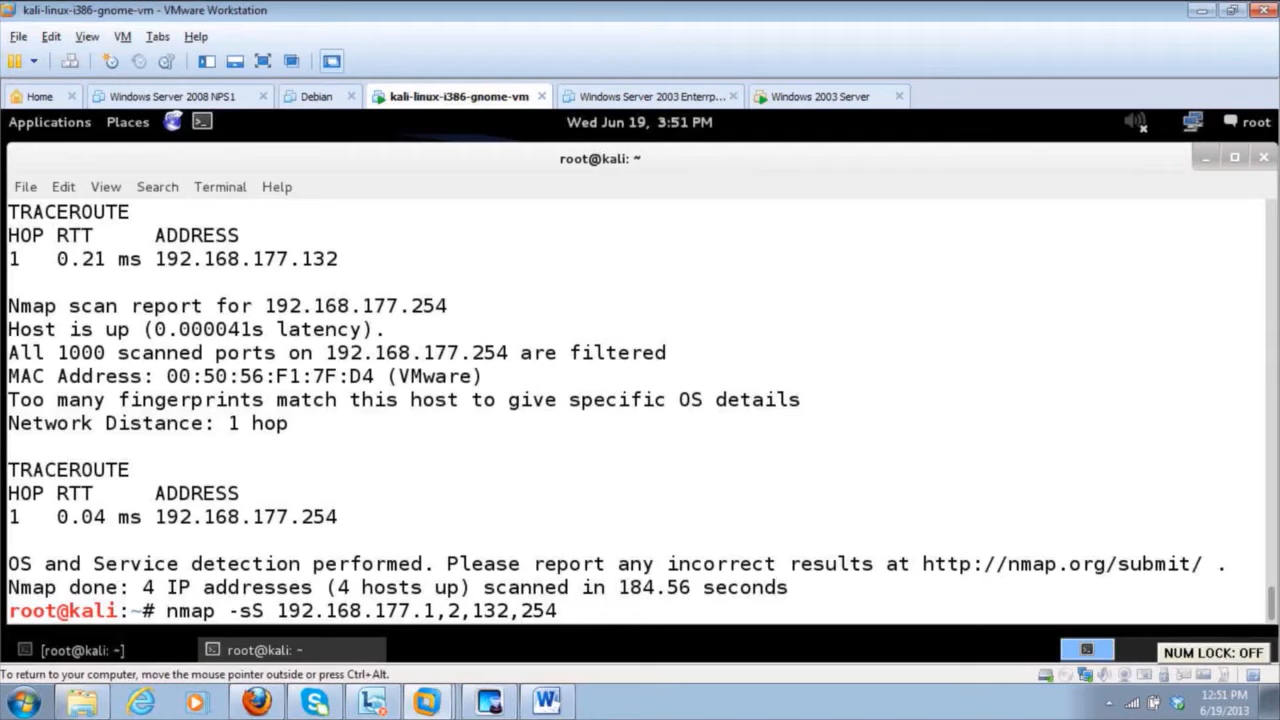 kali-linux-i386-gnome-vm - VMware Workstation
File Edit View VM Tabs Help
Home Windows Server 2008 NPS1 Debian kali-linux-i386-gnome-vm Windows Server 2003 Enterrp... Windows 2003 Server
Applications Places Wed Jun 19, 3:51 PM root
root@kali: ~
File Edit View Search Terminal Help
TRACEROUTE
HOP RTT ADDRESS
1 0.21 ms 192.168.177.132
Nmap scan report for 192.168.177.254
Host is up (0.000041s latency).
All 1000 scanned ports on 192.168.177.254 are filtered
MAC Address: 00:50:56:F1:7F:D4 (VMware)
Too many fingerprints match this host to give specific OS details
Network Distance: 1 hop
TRACEROUTE
HOP RTT ADDRESS
1 0.04 ms 192.168.177.254
OS and Service detection performed. Please report any incorrect results at http://nmap.org/submit/ .
Nmap done: 4 IP addresses (4 hosts up) scanned in 184.56 seconds
root@kali:~# nmap -sS 192.168.177.1,2,132,254
[root@kali: ~] root@kali: ~ NUM LOCK: OFF
To return to your computer, move the mouse pointer outside or press Ctrl+Alt.
12:51 PM
6/19/2013